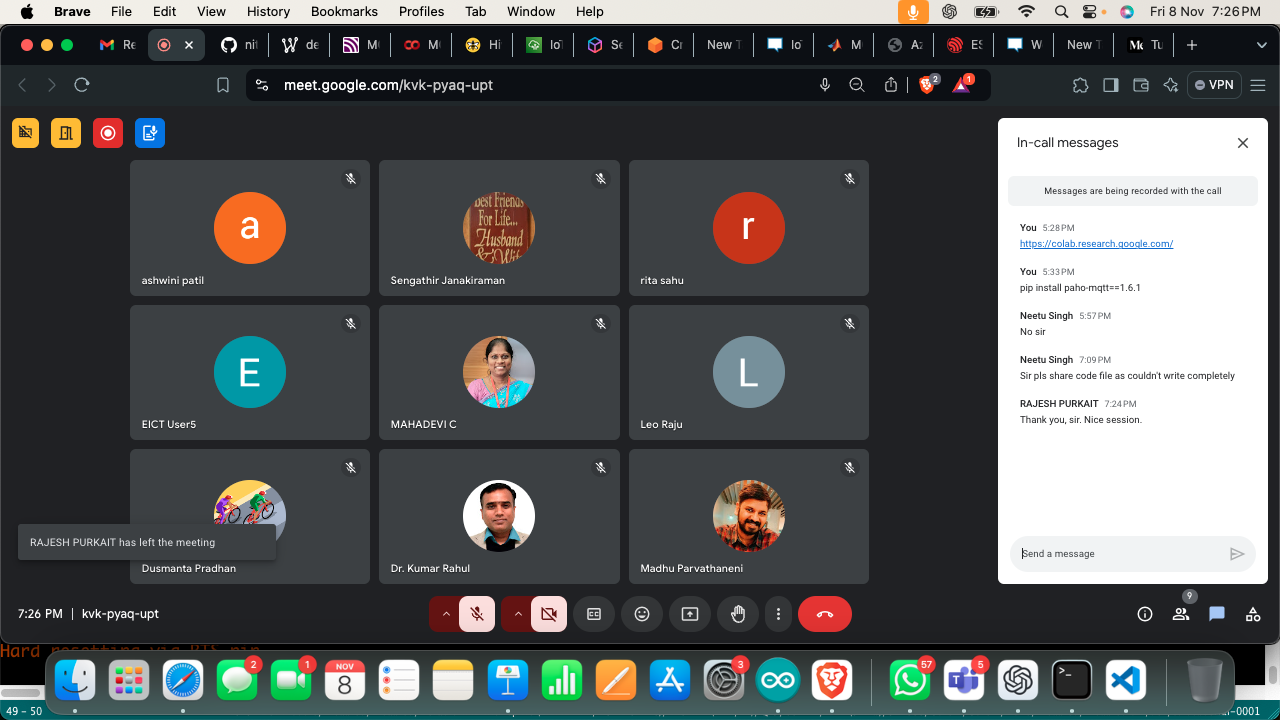 Brave File Edit View History Bookmarks Profiles Tab Window Help Fri 8 Nov 7:26 PM
Re nit de M Hi IoT Se Cr New T IoT M Az ES W New T Tu
meet.google.com/kvk-pyaq-upt 2 1 VPN
In-call messages
Messages are being recorded with the call
You 5:28 PM
https://colab.research.google.com/
You 5:33 PM
pip install paho-mqtt==1.6.1
Neetu Singh 5:57 PM
No sir
Neetu Singh 7:09 PM
Sir pls share code file as couldn't write completely
RAJESH PURKAIT 7:24 PM
Thank you, sir. Nice session.
Send a message
a
ashwini patil
Best Friends
For Life...
Husband
& Wife
Sengathir Janakiraman
r
rita sahu
E
EICT User5
MAHADEVI C
L
Leo Raju
RAJESH PURKAIT has left the meeting
Dusmanta Pradhan
Dr. Kumar Rahul
Madhu Parvathaneni
7:26 PM | kvk-pyaq-upt
9
Hard resetting via RTS pin
2 1 NOV 8 3 57 5
49 – 50